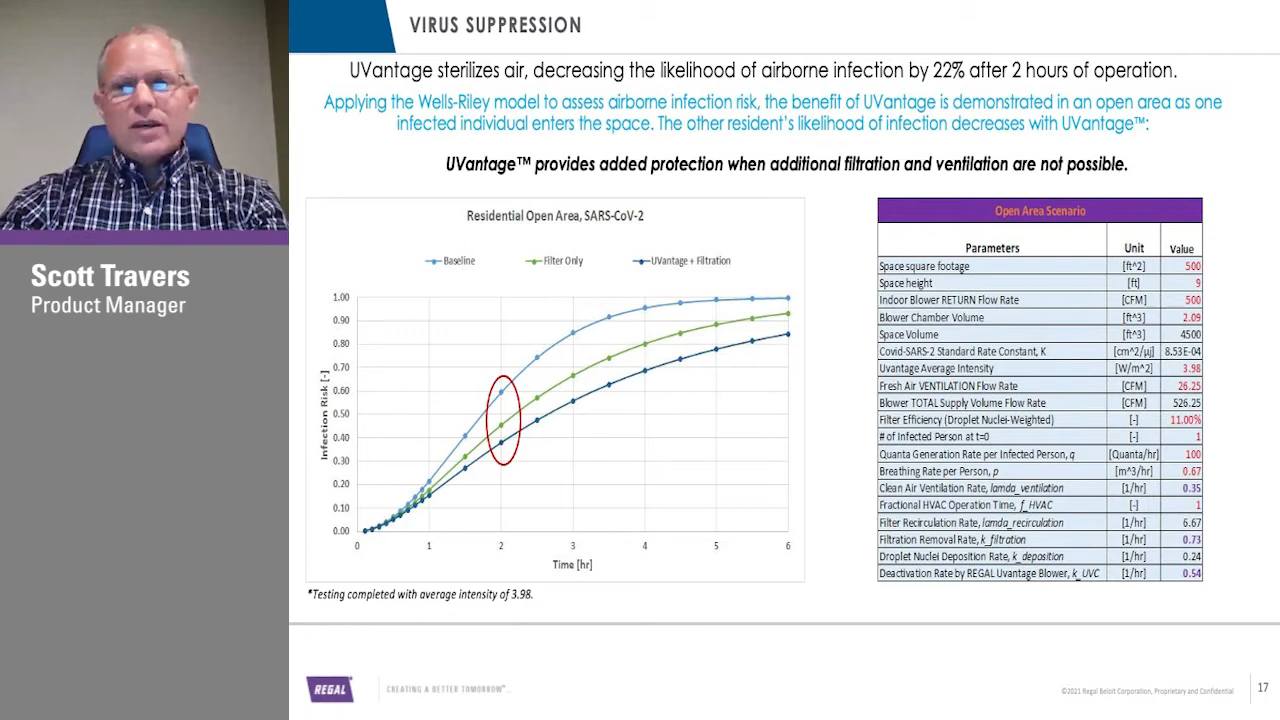 VIRUS SUPPRESSION
UVantage sterilizes air, decreasing the likelihood of airborne infection by 22% after 2 hours of operation.
Applying the Wells-Riley model to assess airborne infection risk, the benefit of UVantage is demonstrated in an open area as one
infected individual enters the space. The other resident's likelihood of infection decreases with UVantage™:
UVantage™ provides added protection when additional filtration and ventilation are not possible.
Scott Travers
Product Manager
Residential Open Area, SARS-CoV-2
Baseline
Filter Only
UVantage + Filtration
1.00
0.90
0.80
0.70
0.60
0.50
0.40
0.30
0.20
0.10
0.00
Infection Risk [-]
0 1 2 3 4 5 6
Time [hr]
*Testing completed with average intensity of 3.98.
Open Area Scenario
Parameters Unit Value
Space square footage [ft^2] 500
Space height [ft] 9
Indoor Blower RETURN Flow Rate [CFM] 500
Blower Chamber Volume [ft^3] 2.09
Space Volume [ft^3] 4500
Covid-SARS-2 Standard Rate Constant, K [cm^2/µj] 8.53E-04
Uvantage Average Intensity [W/m^2] 3.98
Fresh Air VENTILATION Flow Rate [CFM] 26.25
Blower TOTAL Supply Volume Flow Rate [CFM] 526.25
Filter Efficiency (Droplet Nuclei-Weighted) [-] 11.00%
# of Infected Person at t=0 [-] 1
Quanta Generation Rate per Infected Person, q [Quanta/hr] 100
Breathing Rate per Person, p [m^3/hr] 0.67
Clean Air Ventilation Rate, lamda_ventilation [1/hr] 0.35
Fractional HVAC Operation Time, f_HVAC [-] 1
Filter Recirculation Rate, lamda_recirculation [1/hr] 6.67
Filtration Removal Rate, k_filtration [1/hr] 0.73
Droplet Nuclei Deposition Rate, k_deposition [1/hr] 0.24
Deactivation Rate by REGAL Uvantage Blower, k_UVC [1/hr] 0.54
REGAL
CREATING A BETTER TOMORROW™...
©2021 Regal Beloit Corporation, Proprietary and Confidential
17